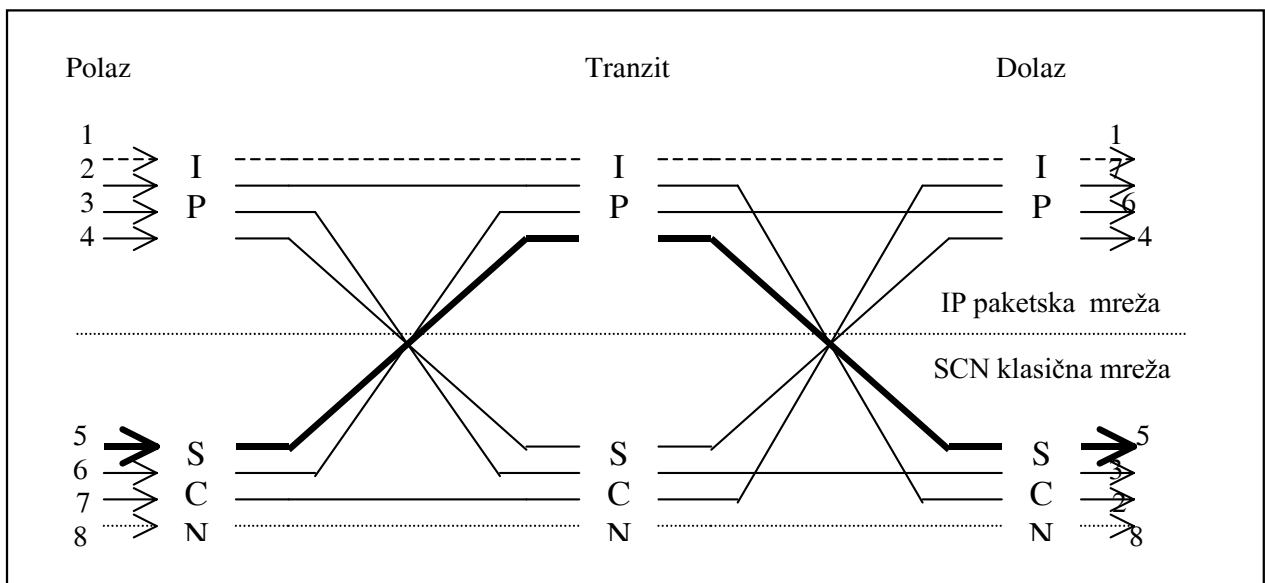 Polaz Tranzit Dolaz
1 1
2 I I I 7
3 P P P 6
4 4
IP paketska mreža
SCN klasična mreža
5 S S S 5
6 3
7 C C C 2
8 N N N 8